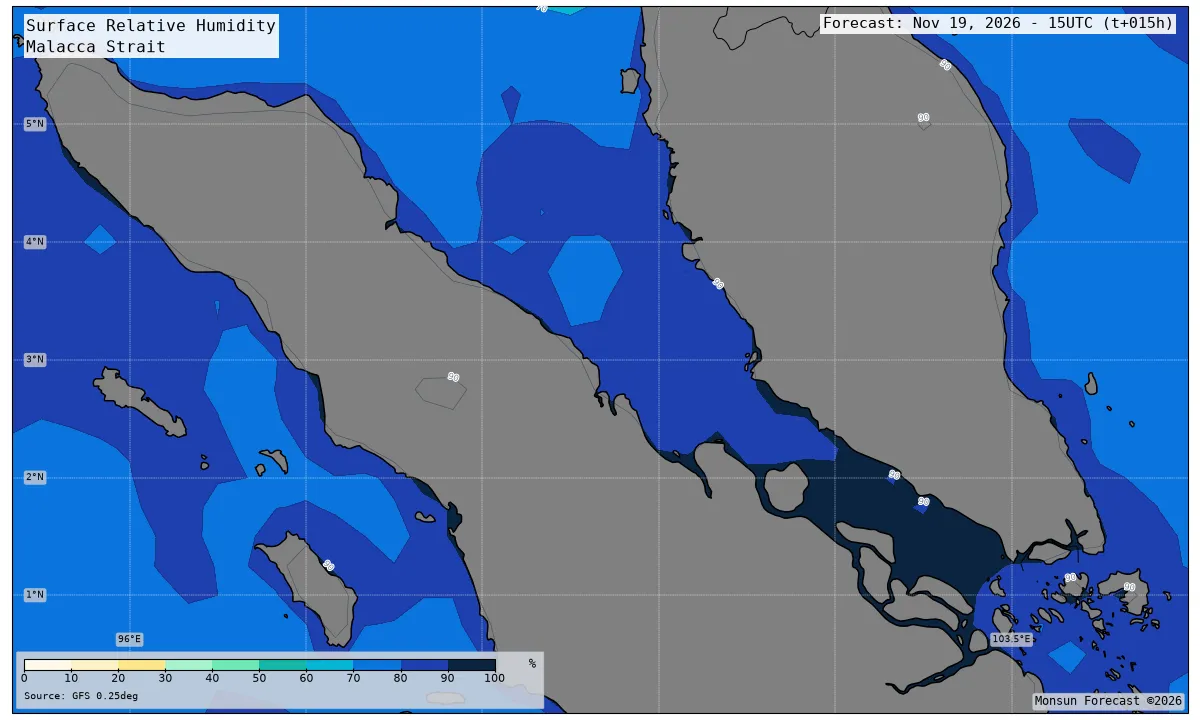 Surface Relative Humidity
Malacca Strait
Forecast: Nov 19, 2026 - 15UTC (t+015h)
70
90
90
5°N
4°N
90
3°N
90
2°N
90
90
90
90
90
1°N
96°E
103.5°E
%
0 10 20 30 40 50 60 70 80 90 100
Source: GFS 0.25deg
Monsun Forecast ©2026